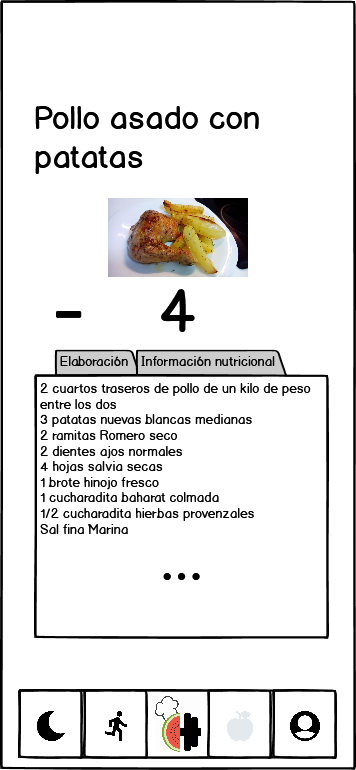 Pollo asado con
patatas
- 4
Elaboración Información nutricional
2 cuartos traseros de pollo de un kilo de peso
entre los dos
3 patatas nuevas blancas medianas
2 ramitas Romero seco
2 dientes ajos normales
4 hojas salvia secas
1 brote hinojo fresco
1 cucharadita baharat colmada
1/2 cucharadita hierbas provenzales
Sal fina Marina
...